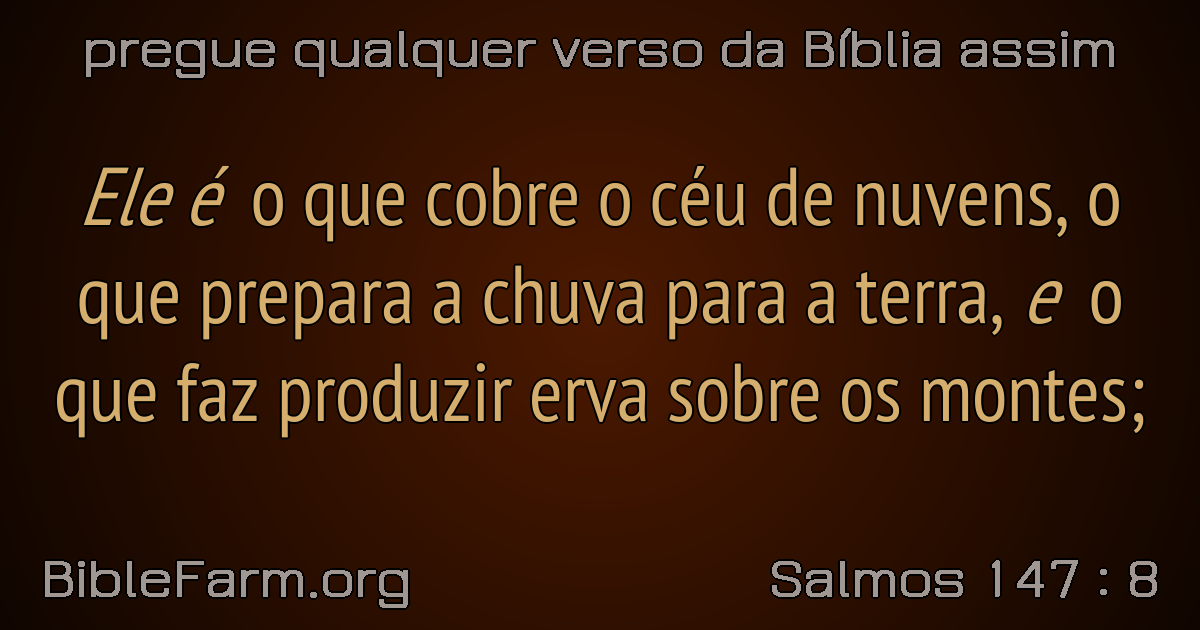 pregue qualquer verso da Bíblia assim
Ele é o que cobre o céu de nuvens, o
que prepara a chuva para a terra, e o
que faz produzir erva sobre os montes;
BibleFarm.org
Salmos 147 : 8